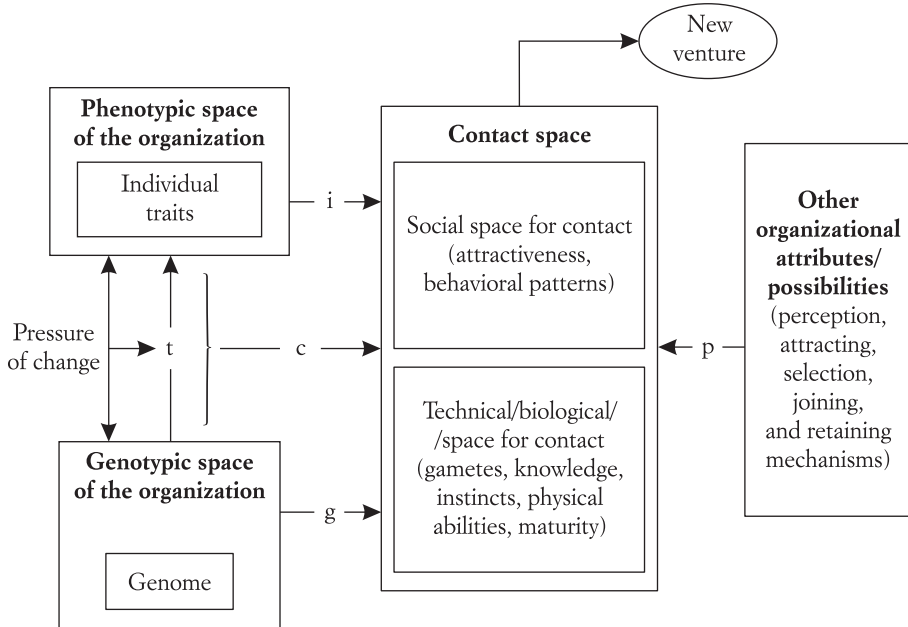 New
venture
Phenotypic space
of the organization
Individual
traits
i
Contact space
Social space for contact
(attractiveness,
behavioral patterns)
Other
organizational
attributes/
possibilities
(perception,
attracting,
selection,
joining,
and retaining
mechanisms)
Pressure
of change
t
c
p
Technical/biological/
/space for contact
(gametes, knowledge,
instincts, physical
abilities, maturity)
Genotypic space
of the organization
g
Genome